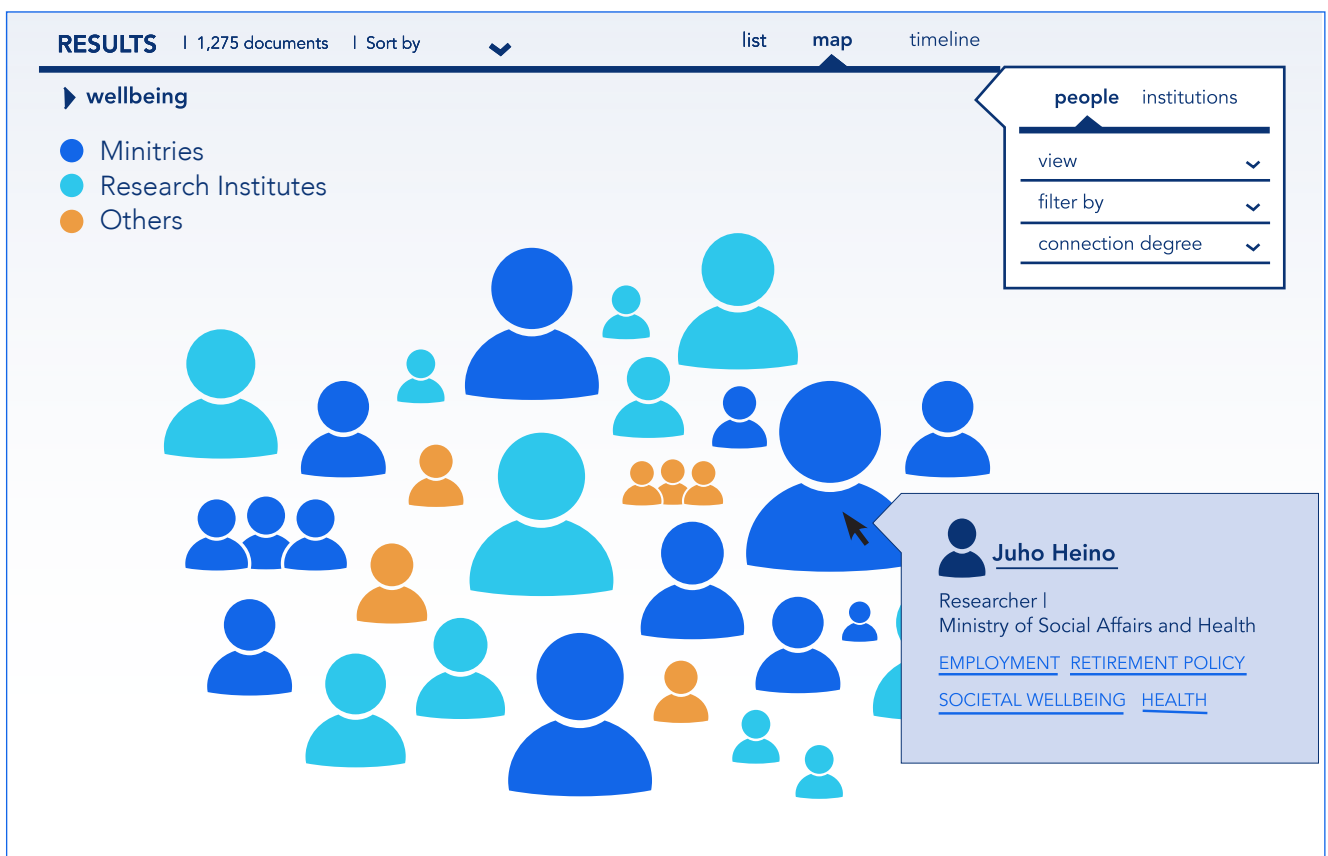 RESULTS | 1,275 documents | Sort by
list map timeline
wellbeing
Minitries
Research Institutes
Others
people institutions
view
filter by
connection degree
Juho Heino
Researcher |
Ministry of Social Affairs and Health
EMPLOYMENT RETIREMENT POLICY
SOCIETAL WELLBEING HEALTH